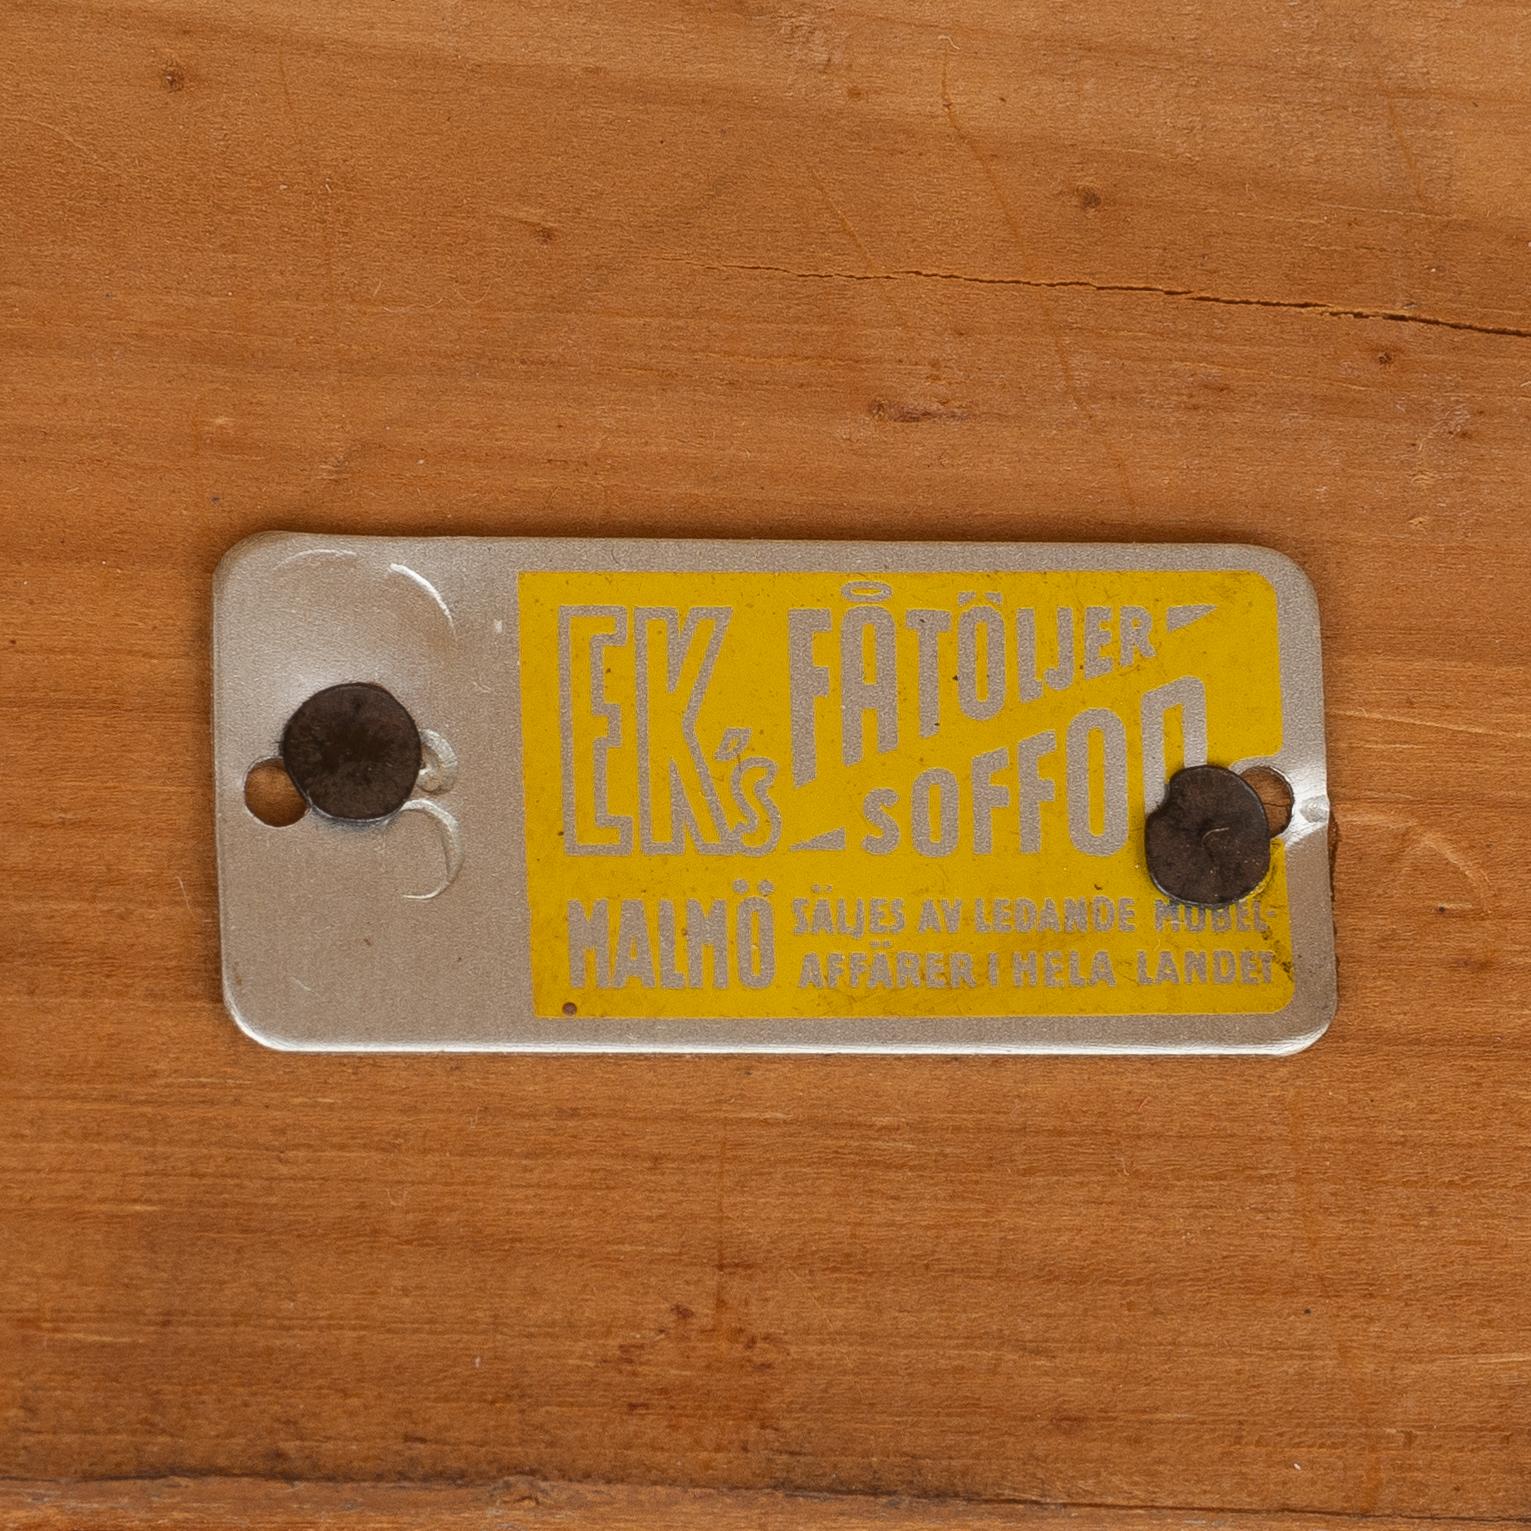 EK's FÅTÖLJER
SOFFOR
MALMÖ SÄLJES AV LEDANDE MÖBEL-
AFFÄRER I HELA LANDET